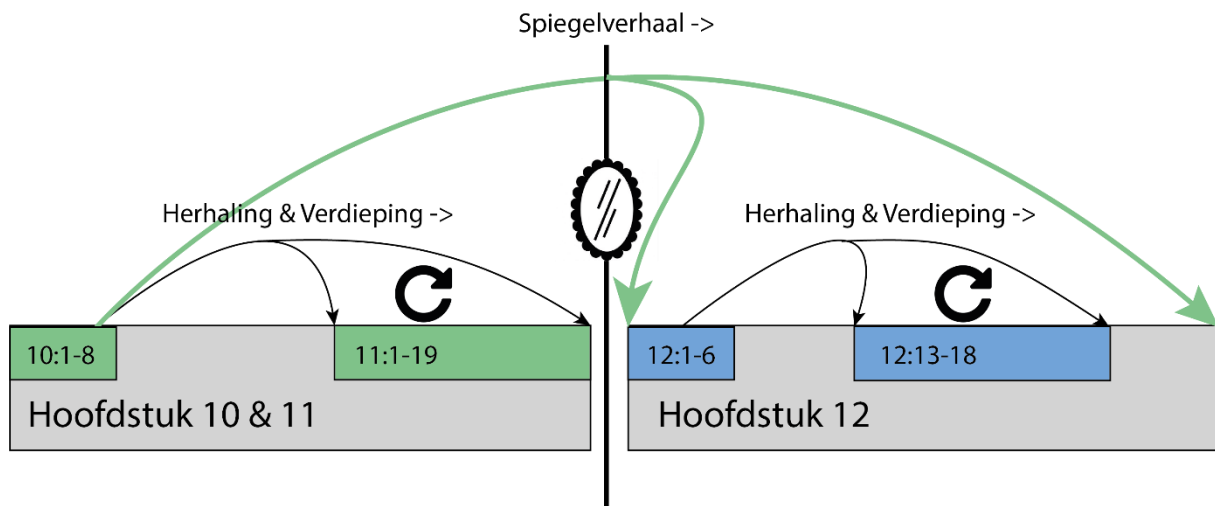 Spiegelverhaal ->
Herhaling & Verdieping ->
Herhaling & Verdieping ->
10:1-8
11:1-19
12:1-6
12:13-18
Hoofdstuk 10 & 11
Hoofdstuk 12